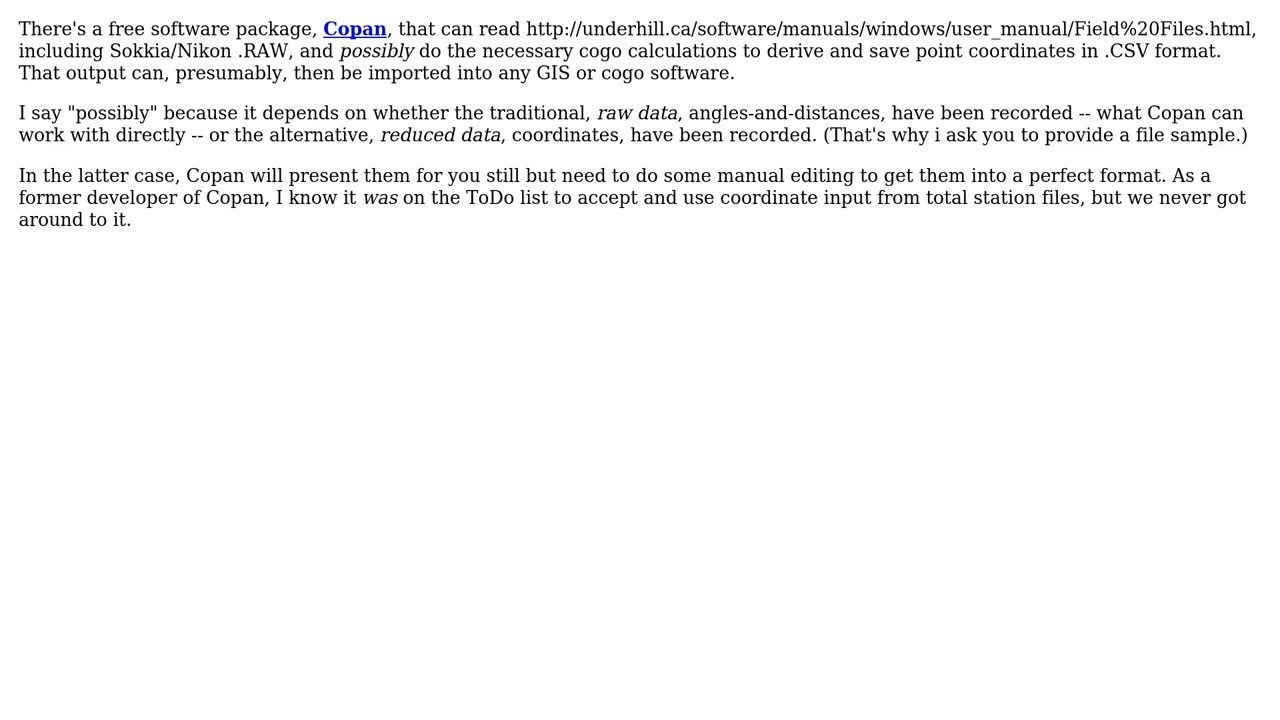 There's a free software package, Copan, that can read http://underhill.ca/software/manuals/windows/user_manual/Field%20Files.html,
including Sokkia/Nikon .RAW, and possibly do the necessary cogo calculations to derive and save point coordinates in .CSV format.
That output can, presumably, then be imported into any GIS or cogo software.
I say "possibly" because it depends on whether the traditional, raw data, angles-and-distances, have been recorded -- what Copan can
work with directly -- or the alternative, reduced data, coordinates, have been recorded. (That's why i ask you to provide a file sample.)
In the latter case, Copan will present them for you still but need to do some manual editing to get them into a perfect format. As a
former developer of Copan, I know it was on the ToDo list to accept and use coordinate input from total station files, but we never got
around to it.